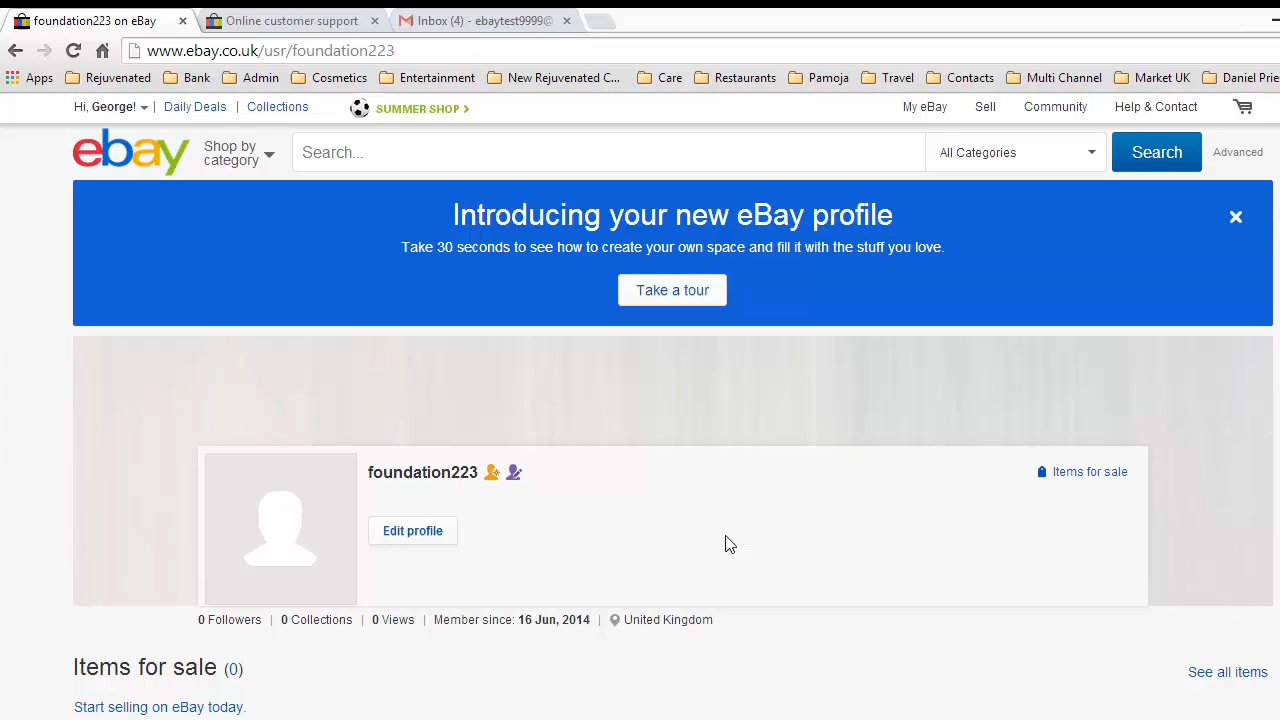 foundation223 on eBay
Online customer support
Inbox (4) - ebaytest9999@
www.ebay.co.uk/usr/foundation223
Apps Rejuvenated Bank Admin Cosmetics Entertainment New Rejuvenated C... Care Restaurants Pamoja Travel Contacts Multi Channel Market UK Daniel
Hi, George! Daily Deals Collections SUMMER SHOP My eBay Sell Community Help & Contact
ebay
Shop by
category
Search...
All Categories
Search
Advanced
Introducing your new eBay profile
Take 30 seconds to see how to create your own space and fill it with the stuff you love.
Take a tour
foundation223
Items for sale
Edit profile
0 Followers | 0 Collections | 0 Views | Member since: 16 Jun, 2014 | United Kingdom
Items for sale (0)
See all items
Start selling on eBay today.